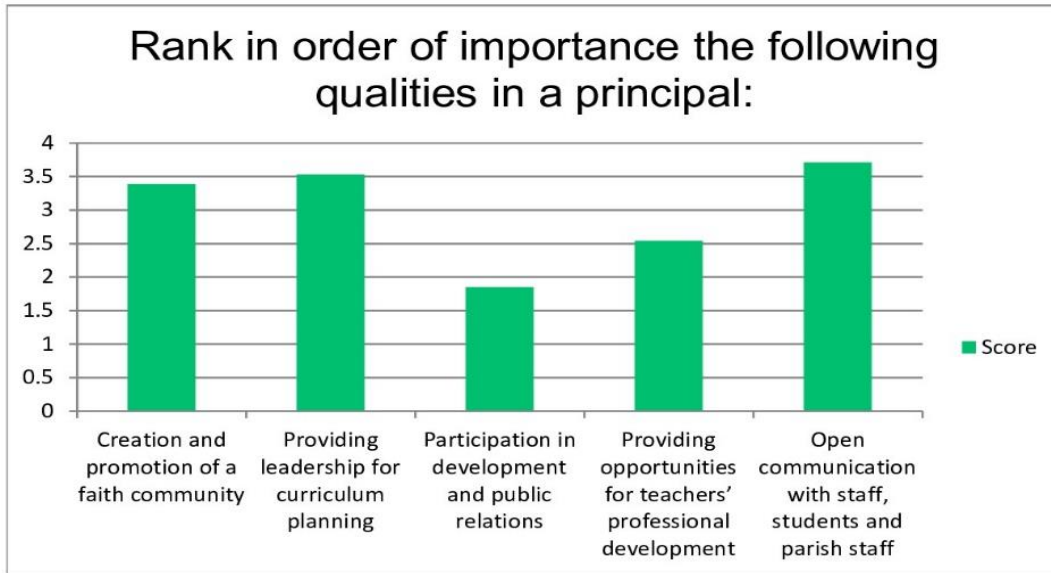 Rank in order of importance the following
qualities in a principal:
4
3.5
3
2.5
2
1.5
1
0.5
0
Score
Creation and
promotion of a
faith community
Providing
leadership for
curriculum
planning
Participation in
development
and public
relations
Providing
opportunities
for teachers’
professional
development
Open
communication
with staff,
students and
parish staff